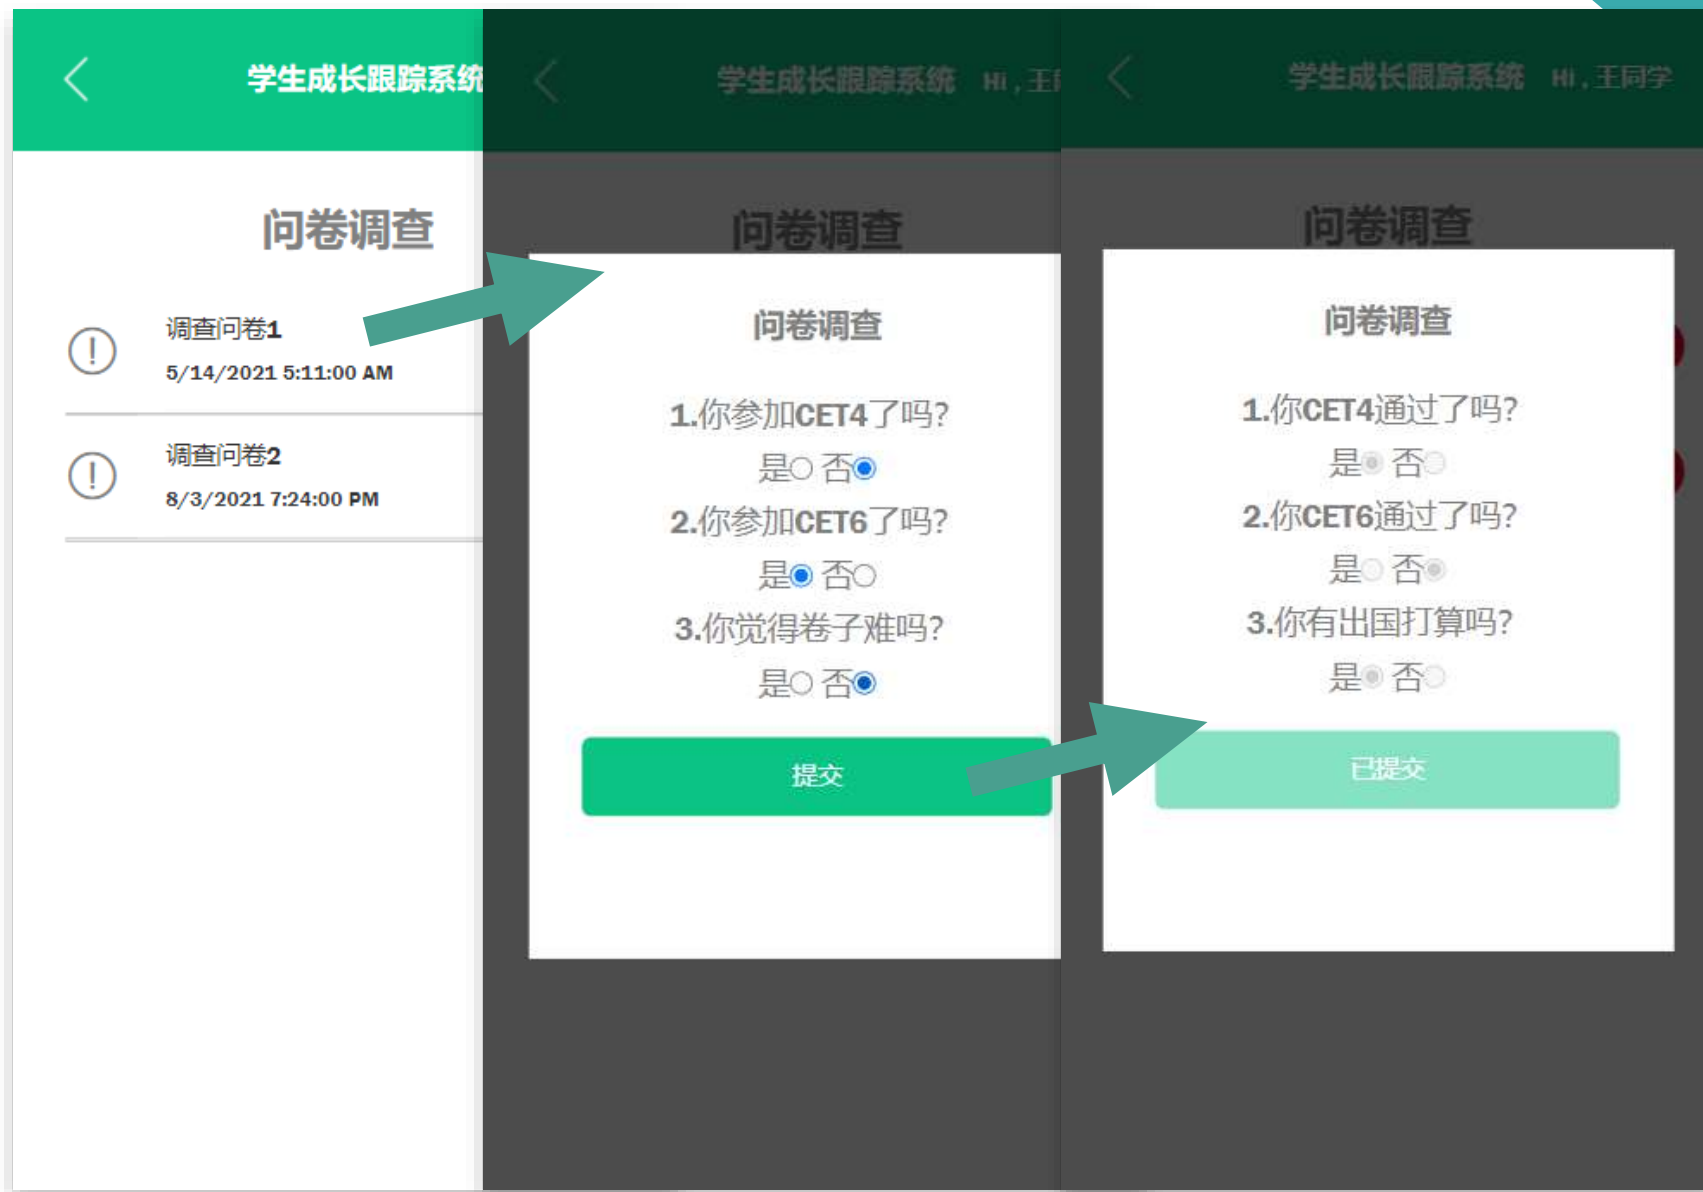 学生成长跟踪系统
问卷调查
调查问卷1
5/14/2021 5:11:00 AM
调查问卷2
8/3/2021 7:24:00 PM
学生成长跟踪系统 Hi , 王
问卷调查
问卷调查
1.你参加CET4了吗?
是 否
2.你参加CET6了吗?
是 否
3.你觉得卷子难吗?
是 否
提交
学生成长跟踪系统 Hi , 王同学
问卷调查
问卷调查
1.你CET4通过了吗?
是 否
2.你CET6通过了吗?
是 否
3.你有出国打算吗?
是 否
已提交